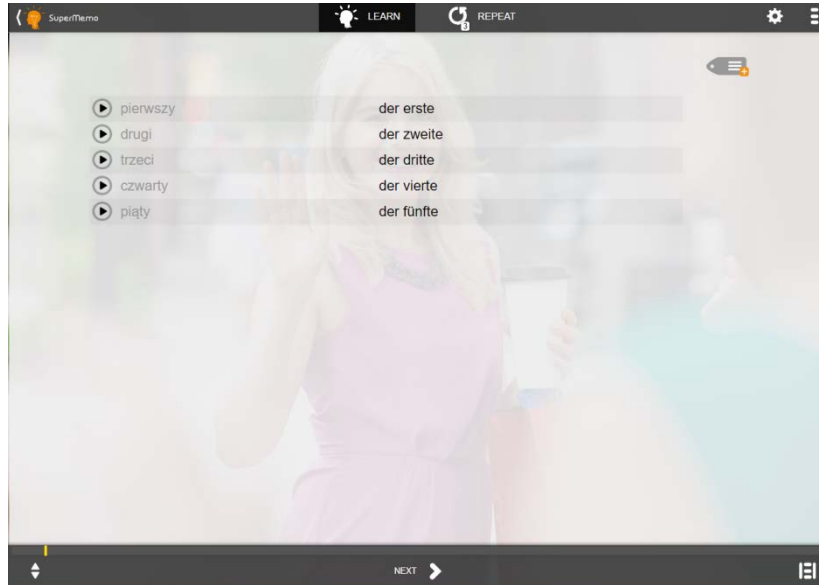 SuperMemo
LEARN
3
REPEAT
pierwszy der erste
drugi der zweite
trzeci der dritte
czwarty der vierte
piąty der fünfte
NEXT